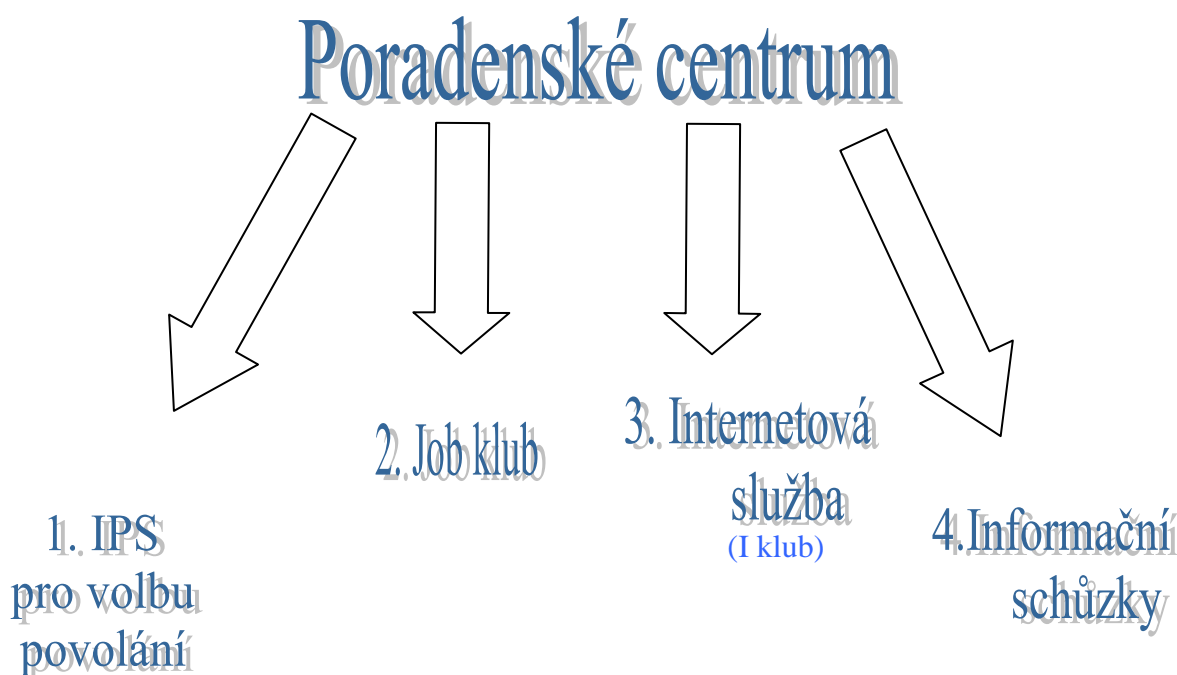 Poradenské centrum
1. IPS
pro volbu
povolání
2. Job klub
3. Internetová
služba
(I klub)
4.Informační
schůzky